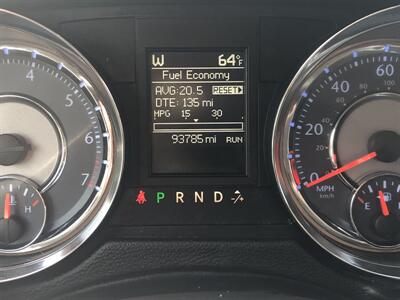 W 64°F
Fuel Economy
AVG:20.5 RESET
DTE: 135 mi
MPG 15 30
93785 mi RUN
P R N D -/+
4
5
6
7
H
0
20
40
60
MPH
km/h
E F